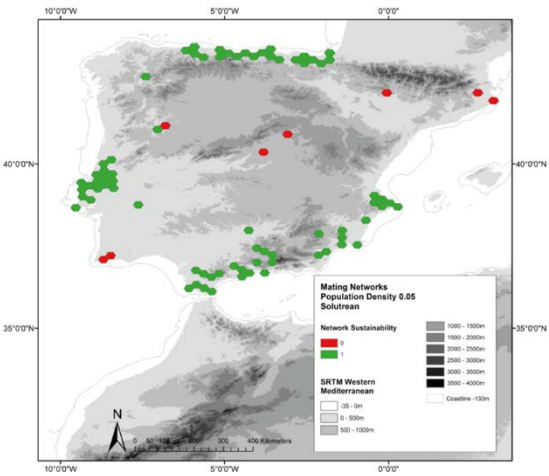 10°0'0"W 5°0'0"W 0°0'0"
40°0'0"N 40°0'0"N
35°0'0"N 35°0'0"N
Mating Networks
Population Density 0.05
Solutrean
Network Sustainability
0
1
SRTM Western
Mediterranean
-35 - 0m
0 - 500m
500 - 1000m
1000 - 1500m
1500 - 2000m
2000 - 2500m
2500 - 3000m
3000 - 3500m
3500 - 4000m
Coastline -130m
N
0 50 100 200 300 400 Kilometers
10°0'0"W 5°0'0"W 0°0'0"